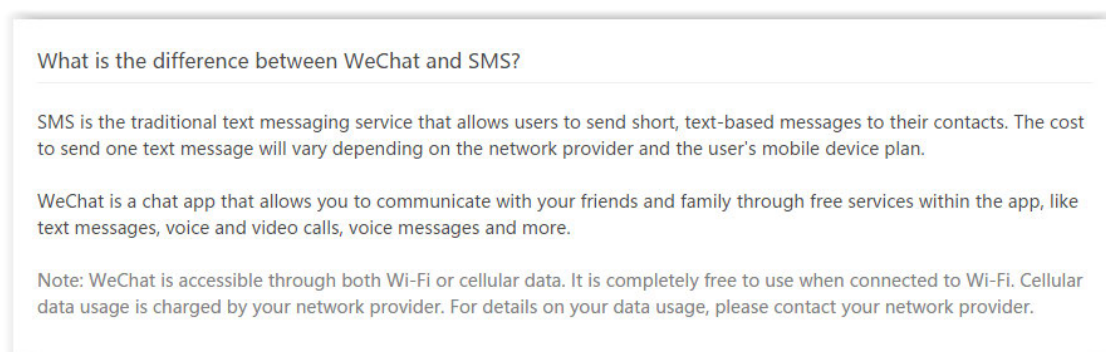 What is the difference between WeChat and SMS?
SMS is the traditional text messaging service that allows users to send short, text-based messages to their contacts. The cost
to send one text message will vary depending on the network provider and the user's mobile device plan.
WeChat is a chat app that allows you to communicate with your friends and family through free services within the app, like
text messages, voice and video calls, voice messages and more.
Note: WeChat is accessible through both Wi-Fi or cellular data. It is completely free to use when connected to Wi-Fi. Cellular
data usage is charged by your network provider. For details on your data usage, please contact your network provider.